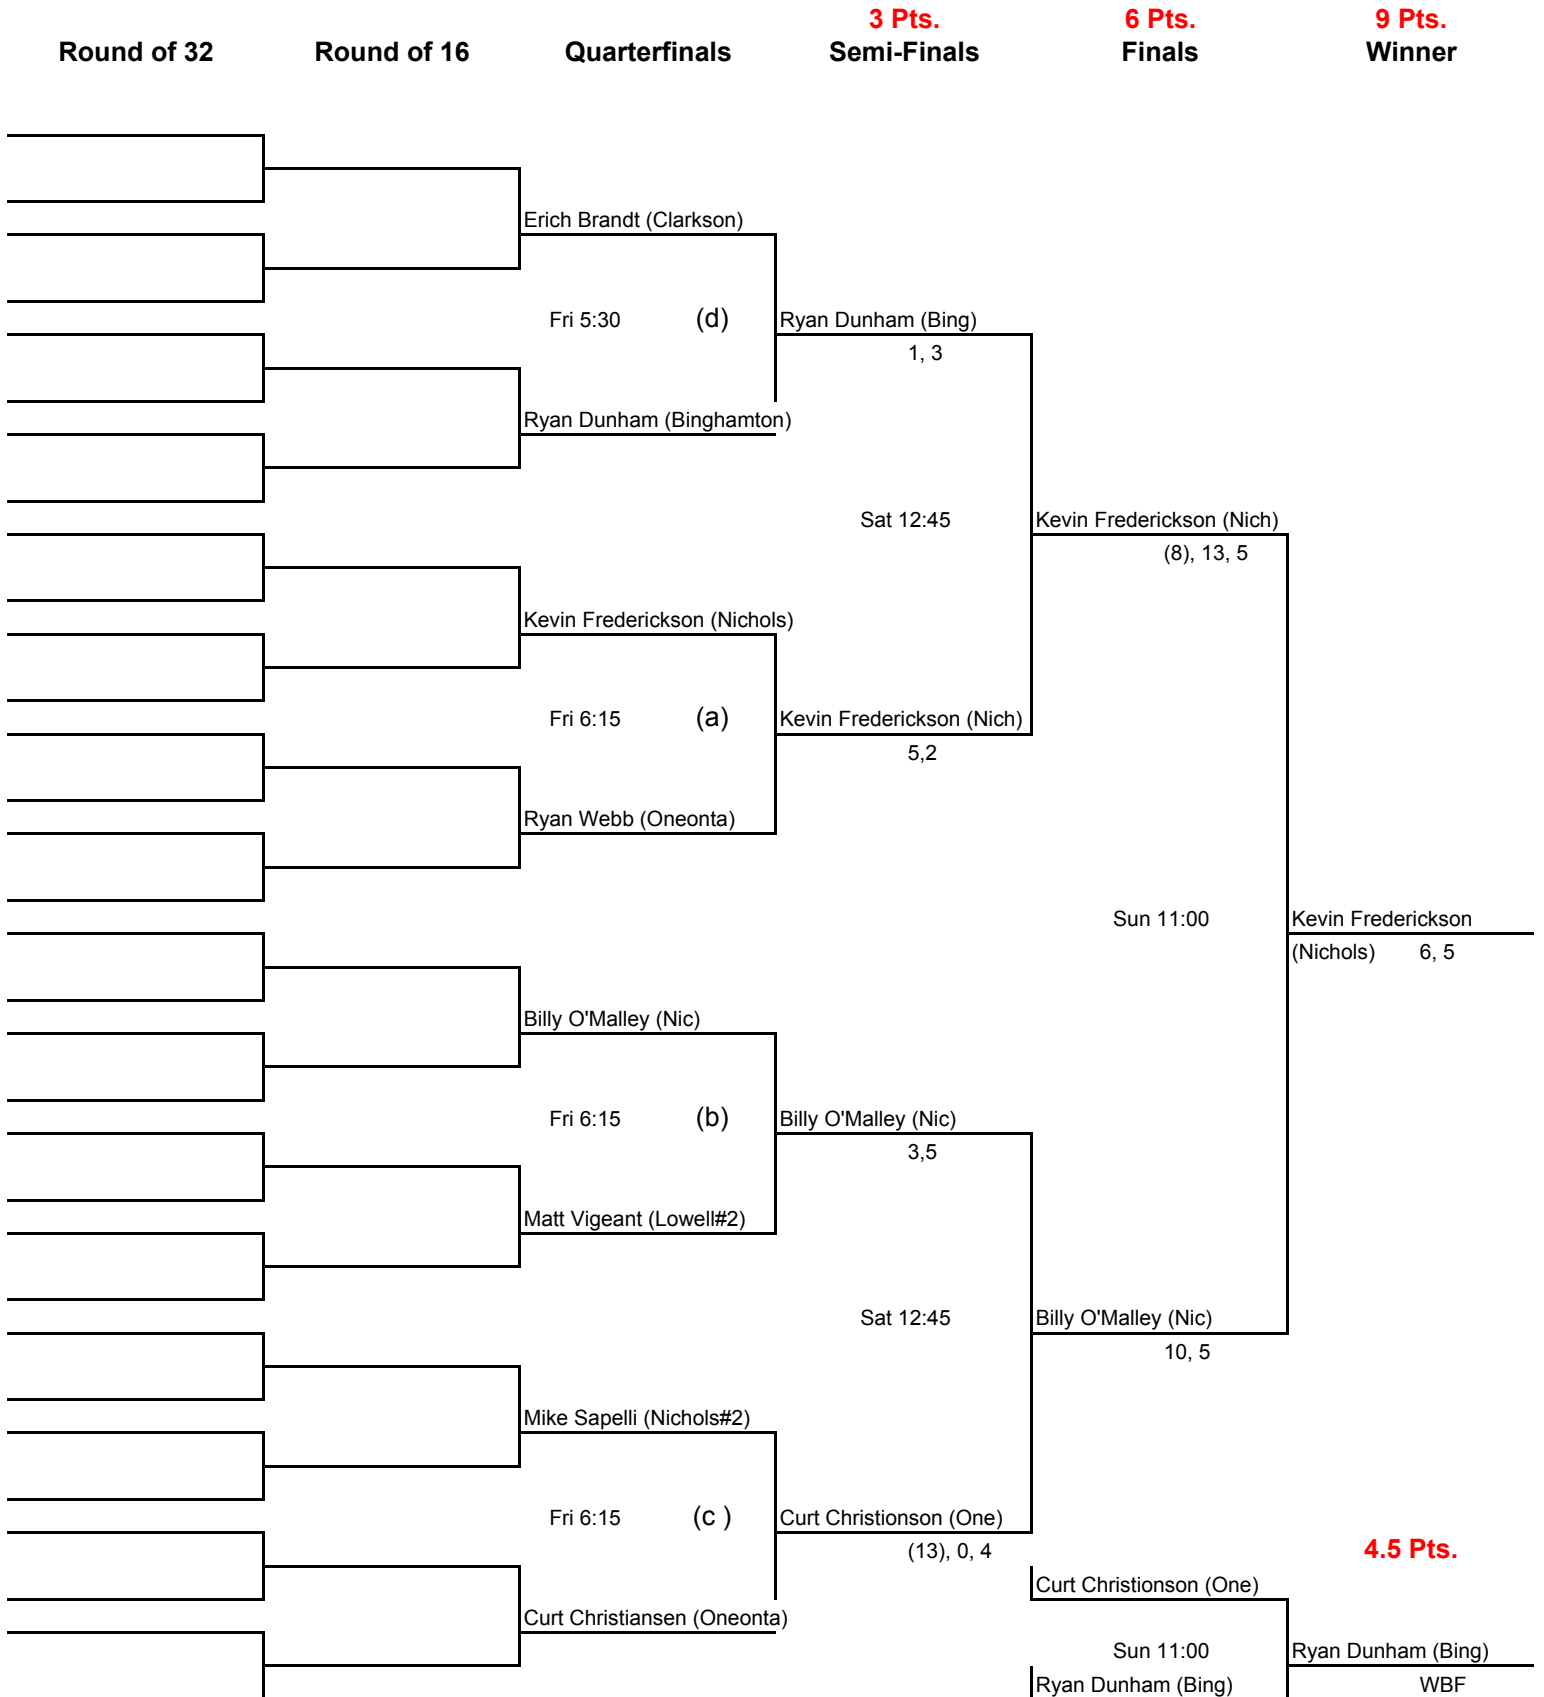 3 Pts. 6 Pts. 9 Pts.
Round of 32 Round of 16 Quarterfinals Semi-Finals Finals Winner
Erich Brandt (Clarkson)
Fri 5:30 (d) Ryan Dunham (Bing)
1, 3
Ryan Dunham (Binghamton)
Sat 12:45 Kevin Frederickson (Nich)
(8), 13, 5
Kevin Frederickson (Nichols)
Fri 6:15 (a) Kevin Frederickson (Nich)
5,2
Ryan Webb (Oneonta)
Sun 11:00 Kevin Frederickson
(Nichols) 6, 5
Billy O'Malley (Nic)
Fri 6:15 (b) Billy O'Malley (Nic)
3,5
Matt Vigeant (Lowell#2)
Sat 12:45 Billy O'Malley (Nic)
10, 5
Mike Sapelli (Nichols#2)
Fri 6:15 (c ) Curt Christionson (One)
(13), 0, 4 4.5 Pts.
Curt Christionson (One)
Curt Christiansen (Oneonta)
Sun 11:00 Ryan Dunham (Bing)
Ryan Dunham (Bing) WBF